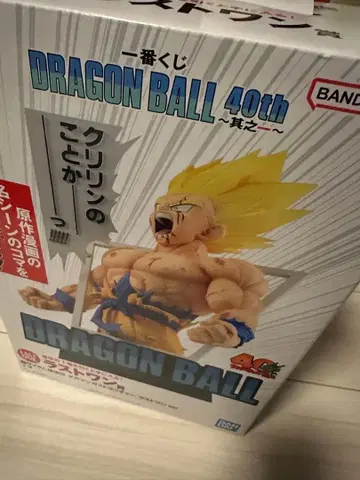 一番くじ
BAND
DRAGON BALL 40th
～其之一～
クリリンの
ことか
っ!!!!!
原作漫画の
名シーンのコマを
DRAGON BALL
40
ラストワン賞